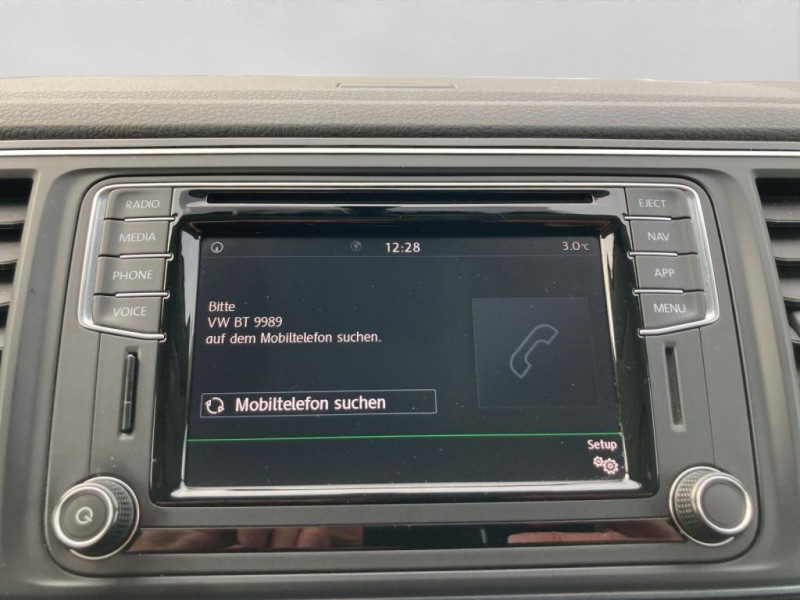 RADIO
MEDIA
PHONE
VOICE
EJECT
NAV
APP
MENU
12:28
3.0°C
Bitte
VW BT 9989
auf dem Mobiltelefon suchen.
Mobiltelefon suchen
Setup